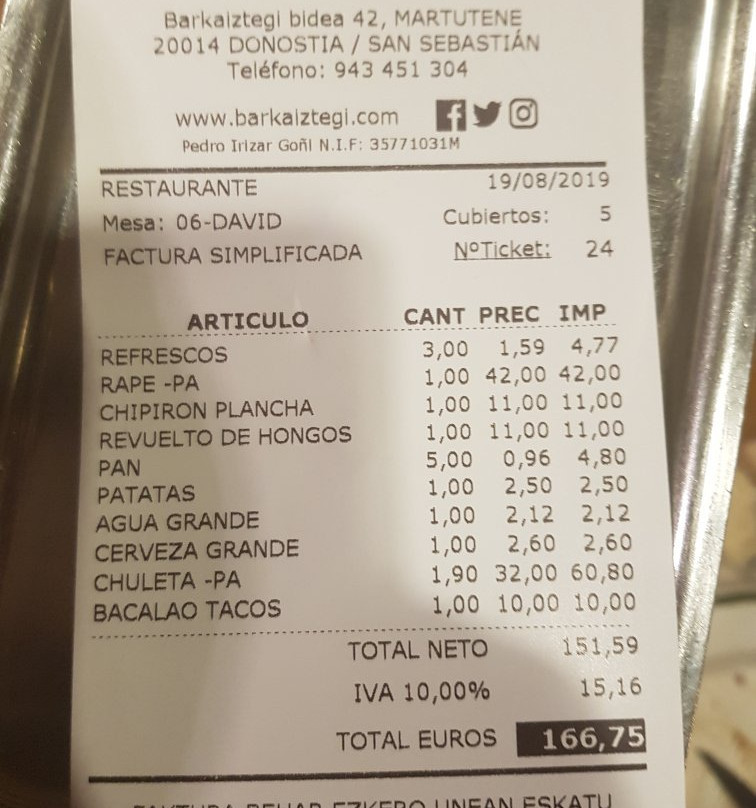 Barkaiztegi bidea 42, MARTUTENE
20014 DONOSTIA / SAN SEBASTIÁN
Teléfono: 943 451 304
www.barkaiztegi.com
Pedro Irizar Goñi N.I.F: 35771031M
RESTAURANTE 19/08/2019
Mesa: 06-DAVID Cubiertos: 5
FACTURA SIMPLIFICADA NºTicket: 24
ARTICULO CANT PREC IMP
REFRESCOS 3,00 1,59 4,77
RAPE -PA 1,00 42,00 42,00
CHIPIRON PLANCHA 1,00 11,00 11,00
REVUELTO DE HONGOS 1,00 11,00 11,00
PAN 5,00 0,96 4,80
PATATAS 1,00 2,50 2,50
AGUA GRANDE 1,00 2,12 2,12
CERVEZA GRANDE 1,00 2,60 2,60
CHULETA -PA 1,90 32,00 60,80
BACALAO TACOS 1,00 10,00 10,00
TOTAL NETO 151,59
IVA 10,00% 15,16
TOTAL EUROS 166,75
FAKTURA BEHAR EZKERO UNEAN ESKATU